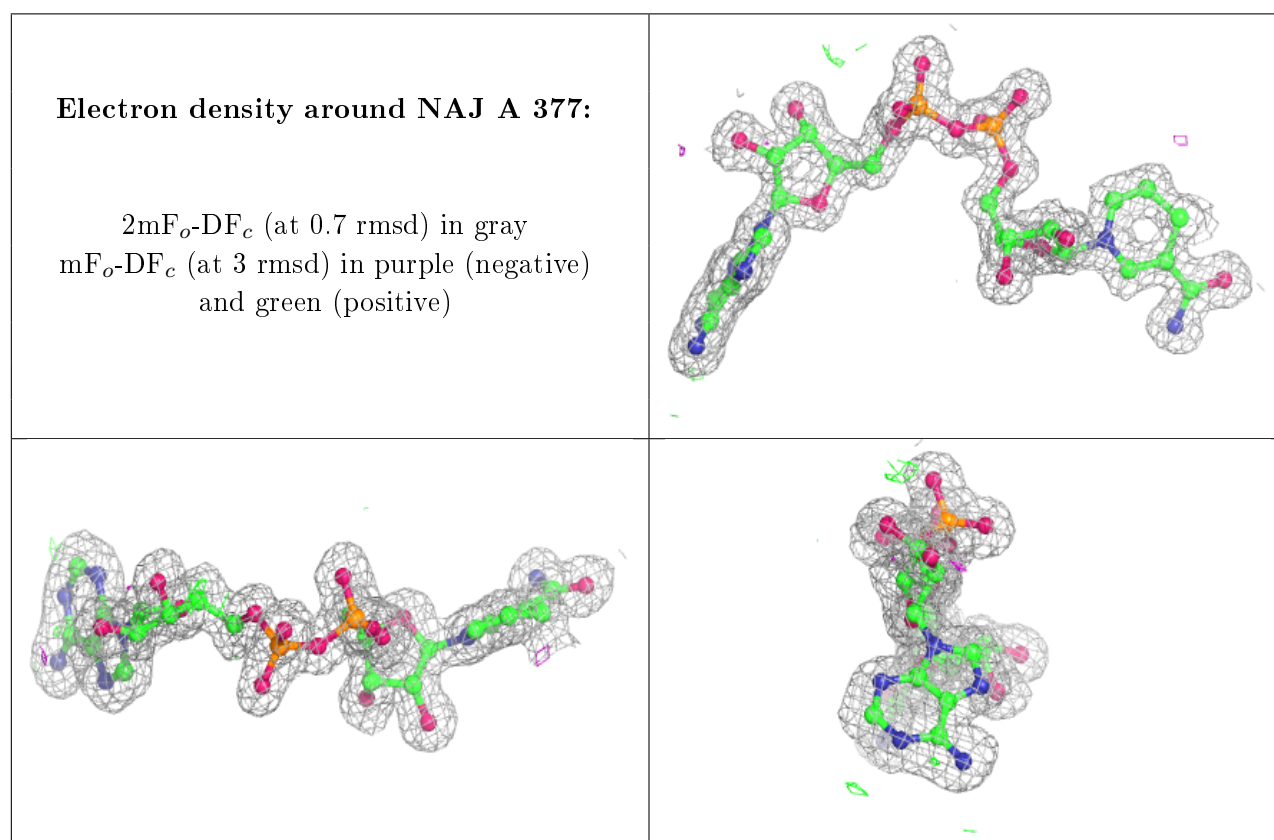 Electron density around NAJ A 377:
2mFo-DFc (at 0.7 rmsd) in gray
mFo-DFc (at 3 rmsd) in purple (negative)
and green (positive)